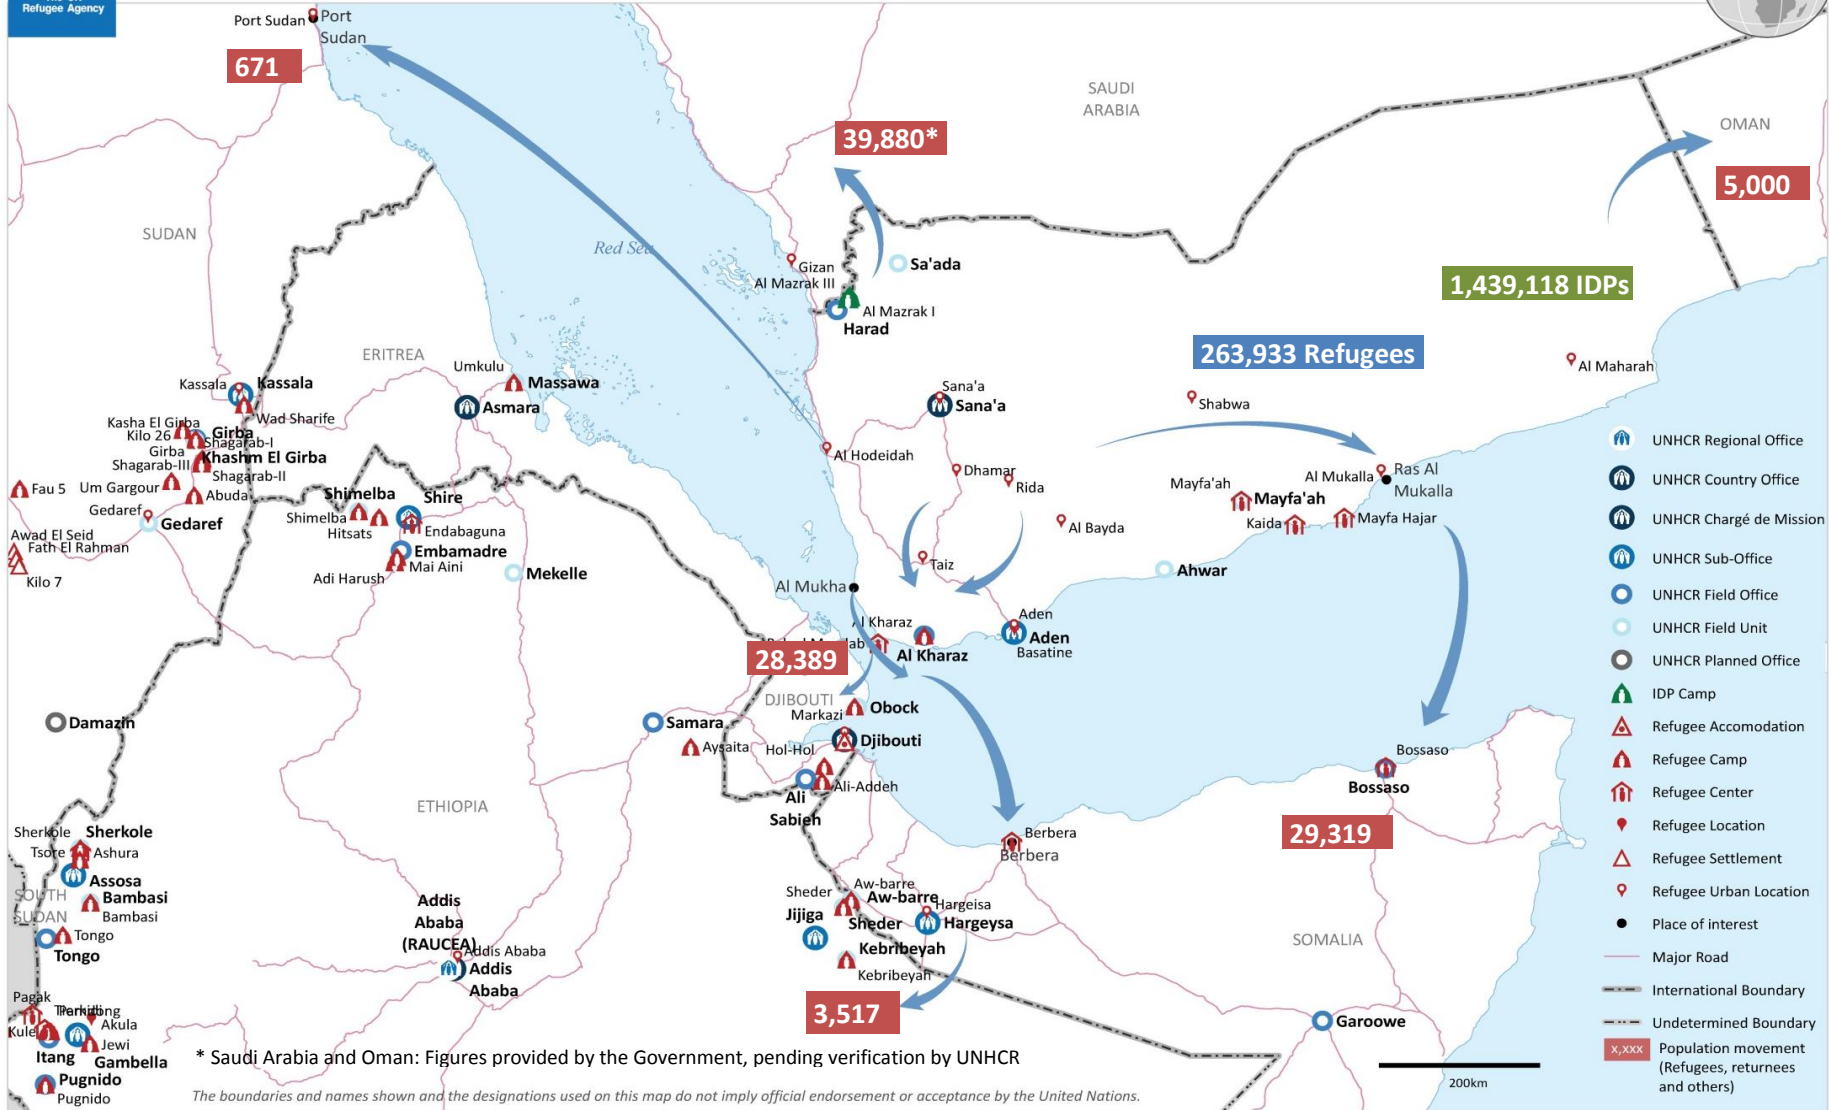 Refugee Agency
Port Sudan
Port
Sudan
671
SAUDI
ARABIA
39,880*
OMAN
5,000
SUDAN
Red Sea
Gizan
Al Mazrak III
Sa'ada
Al Mazrak I
Harad
1,439,118 IDPs
263,933 Refugees
ERITREA
Umkulu
Massawa
Asmara
Kassala
Kassala
Wad Sharife
Kasha El Girba
Kilo 26
Girba
Shagarab-I
Girba
Khashm El Girba
Shagarab-III
Shagarab-II
Fau 5
Um Gargour
Abuda
Gedaref
Gedaref
Awad El Seid
Fath El Rahman
Kilo 7
Shimelba
Shire
Shimelba
Hitsats
Endabaguna
Embamadre
Mai Aini
Adi Harush
Mekelle
Sana'a
Sana'a
Shabwa
Al Maharah
Al Hodeidah
Dhamar
Rida
Al Bayda
Taiz
Al Mukalla
Ras Al
Mukalla
Mayfa'ah
Mayfa'ah
Kaida
Mayfa Hajar
Ahwar
Al Mukha
Al Kharaz
Al Kharaz
Aden
Aden
Basatine
28,389
DJIBOUTI
Markazi
Obock
Djibouti
Hol-Hol
Ali-Addeh
Ali
Sabieh
Samara
Aysaita
Damazin
ETHIOPIA
Bossaso
Bossaso
29,319
Berbera
Berbera
Sherkole
Sherkole
Tsore
Ashura
Assosa
Bambasi
Bambasi
SOUTH
SUDAN
Tongo
Tongo
Addis
Ababa
(RAUCEA)
Addis Ababa
Addis
Ababa
Sheder
Aw-barre
Aw-barre
Sheder
Jijiga
Hargeisa
Hargeysa
Kebribeyah
Kebribeyah
3,517
SOMALIA
Garoowe
Pagak
Kule
Akula
Jewi
Itang
Gambella
Pugnido
Pugnido
UNHCR Regional Office
UNHCR Country Office
UNHCR Chargé de Mission
UNHCR Sub-Office
UNHCR Field Office
UNHCR Field Unit
UNHCR Planned Office
IDP Camp
Refugee Accomodation
Refugee Camp
Refugee Center
Refugee Location
Refugee Settlement
Refugee Urban Location
Place of interest
Major Road
International Boundary
Undetermined Boundary
x,xxx
Population movement
(Refugees, returnees
and others)
200km
* Saudi Arabia and Oman: Figures provided by the Government, pending verification by UNHCR
The boundaries and names shown and the designations used on this map do not imply official endorsement or acceptance by the United Nations.